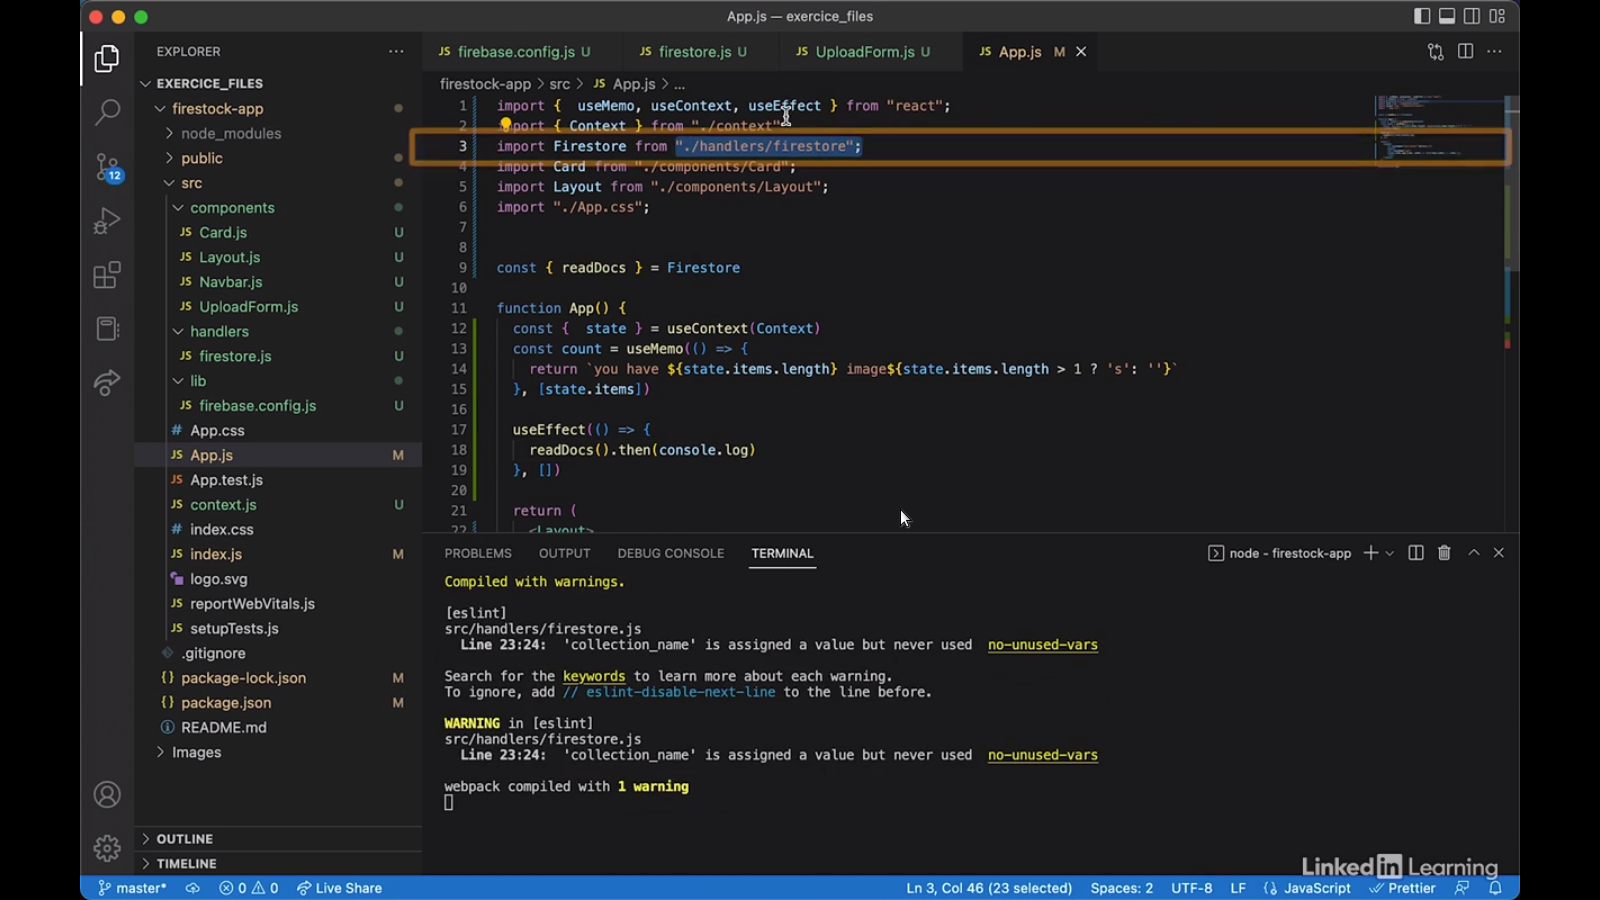 App.js — exercice_files
EXPLORER
EXERCICE_FILES
firestock-app
node_modules
public
src
components
JS Card.js U
JS Layout.js U
JS Navbar.js U
JS UploadForm.js U
handlers
JS firestore.js U
lib
JS firebase.config.js U
# App.css
JS App.js M
JS App.test.js
JS context.js U
# index.css
JS index.js M
logo.svg
JS reportWebVitals.js
JS setupTests.js
.gitignore
{} package-lock.json M
{} package.json M
README.md
Images
OUTLINE
TIMELINE
12
JS firebase.config.js U JS firestore.js U JS UploadForm.js U JS App.js M
firestock-app > src > JS App.js > ...
1 import {  useMemo, useContext, useEffect } from "react";
2 import { Context } from "./context"
3 import Firestore from "./handlers/firestore";
4 import Card from "./components/Card";
5 import Layout from "./components/Layout";
6 import "./App.css";
7
8
9 const { readDocs } = Firestore
10
11 function App() {
12 const {  state } = useContext(Context)
13 const count = useMemo(() => {
14 return `you have ${state.items.length} image${state.items.length > 1 ? 's': ''}`
15 }, [state.items])
16
17 useEffect(() => {
18 readDocs().then(console.log)
19 }, [])
20
21 return (
22 <Layout>
PROBLEMS OUTPUT DEBUG CONSOLE TERMINAL node - firestock-app
Compiled with warnings.
[eslint]
src/handlers/firestore.js
Line 23:24: 'collection_name' is assigned a value but never used no-unused-vars
Search for the keywords to learn more about each warning.
To ignore, add // eslint-disable-next-line to the line before.
WARNING in [eslint]
src/handlers/firestore.js
Line 23:24: 'collection_name' is assigned a value but never used no-unused-vars
webpack compiled with 1 warning
LinkedIn Learning
master* 0 0 Live Share Ln 3, Col 46 (23 selected) Spaces: 2 UTF-8 LF {} JavaScript Prettier